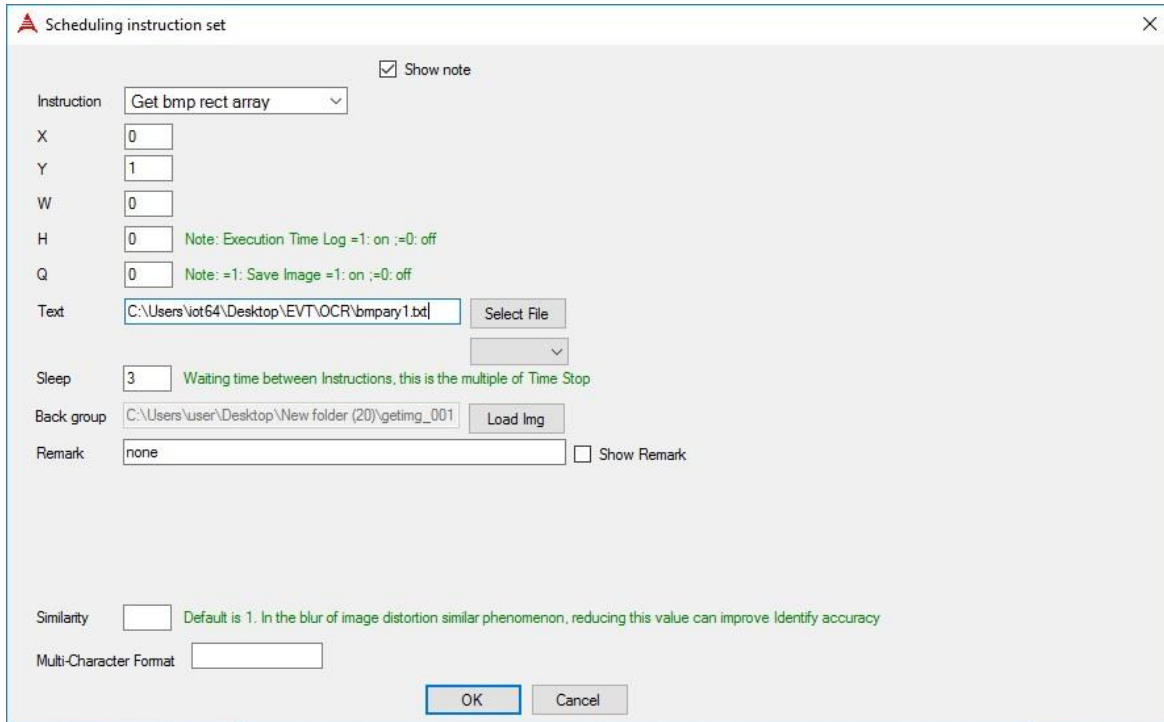 Scheduling instruction set
Show note
Instruction Get bmp rect array
X 0
Y 1
W 0
H 0 Note: Execution Time Log =1: on ;=0: off
Q 0 Note: =1: Save Image =1: on ;=0: off
Text C:\Users\iot64\Desktop\EVT\OCR\bmpary1.txt Select File
Sleep 3 Waiting time between Instructions, this is the multiple of Time Stop
Back group C:\Users\user\Desktop\New folder (20)\getimg_001 Load Img
Remark none Show Remark
Similarity Default is 1. In the blur of image distortion similar phenomenon, reducing this value can improve Identify accuracy
Multi-Character Format
OK Cancel